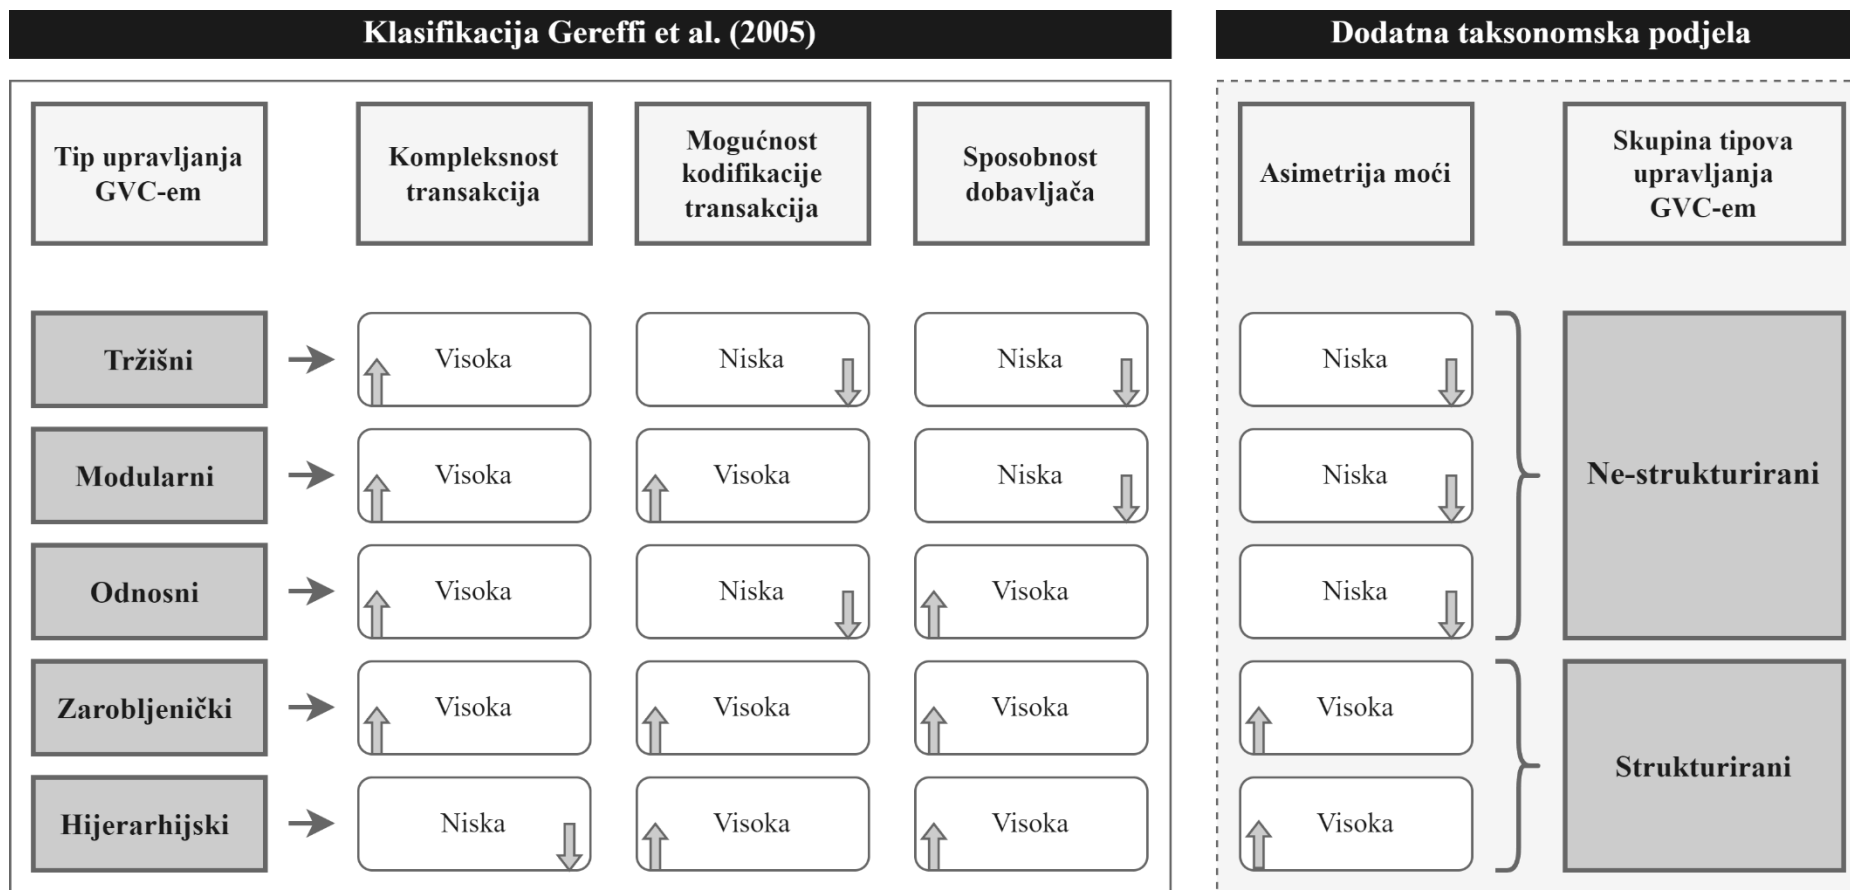 Klasifikacija Gereffi et al. (2005)
Dodatna taksonomska podjela
Tip upravljanja
GVC-em
Kompleksnost
transakcija
Mogućnost
kodifikacije
transakcija
Sposobnost
dobavljača
Asimetrija moći
Skupina tipova
upravljanja
GVC-em
Tržišni
Visoka
Niska
Niska
Niska
Modularni
Visoka
Visoka
Niska
Niska
Ne-strukturirani
Odnosni
Visoka
Niska
Visoka
Niska
Zarobljenički
Visoka
Visoka
Visoka
Visoka
Strukturirani
Hijerarhijski
Niska
Visoka
Visoka
Visoka